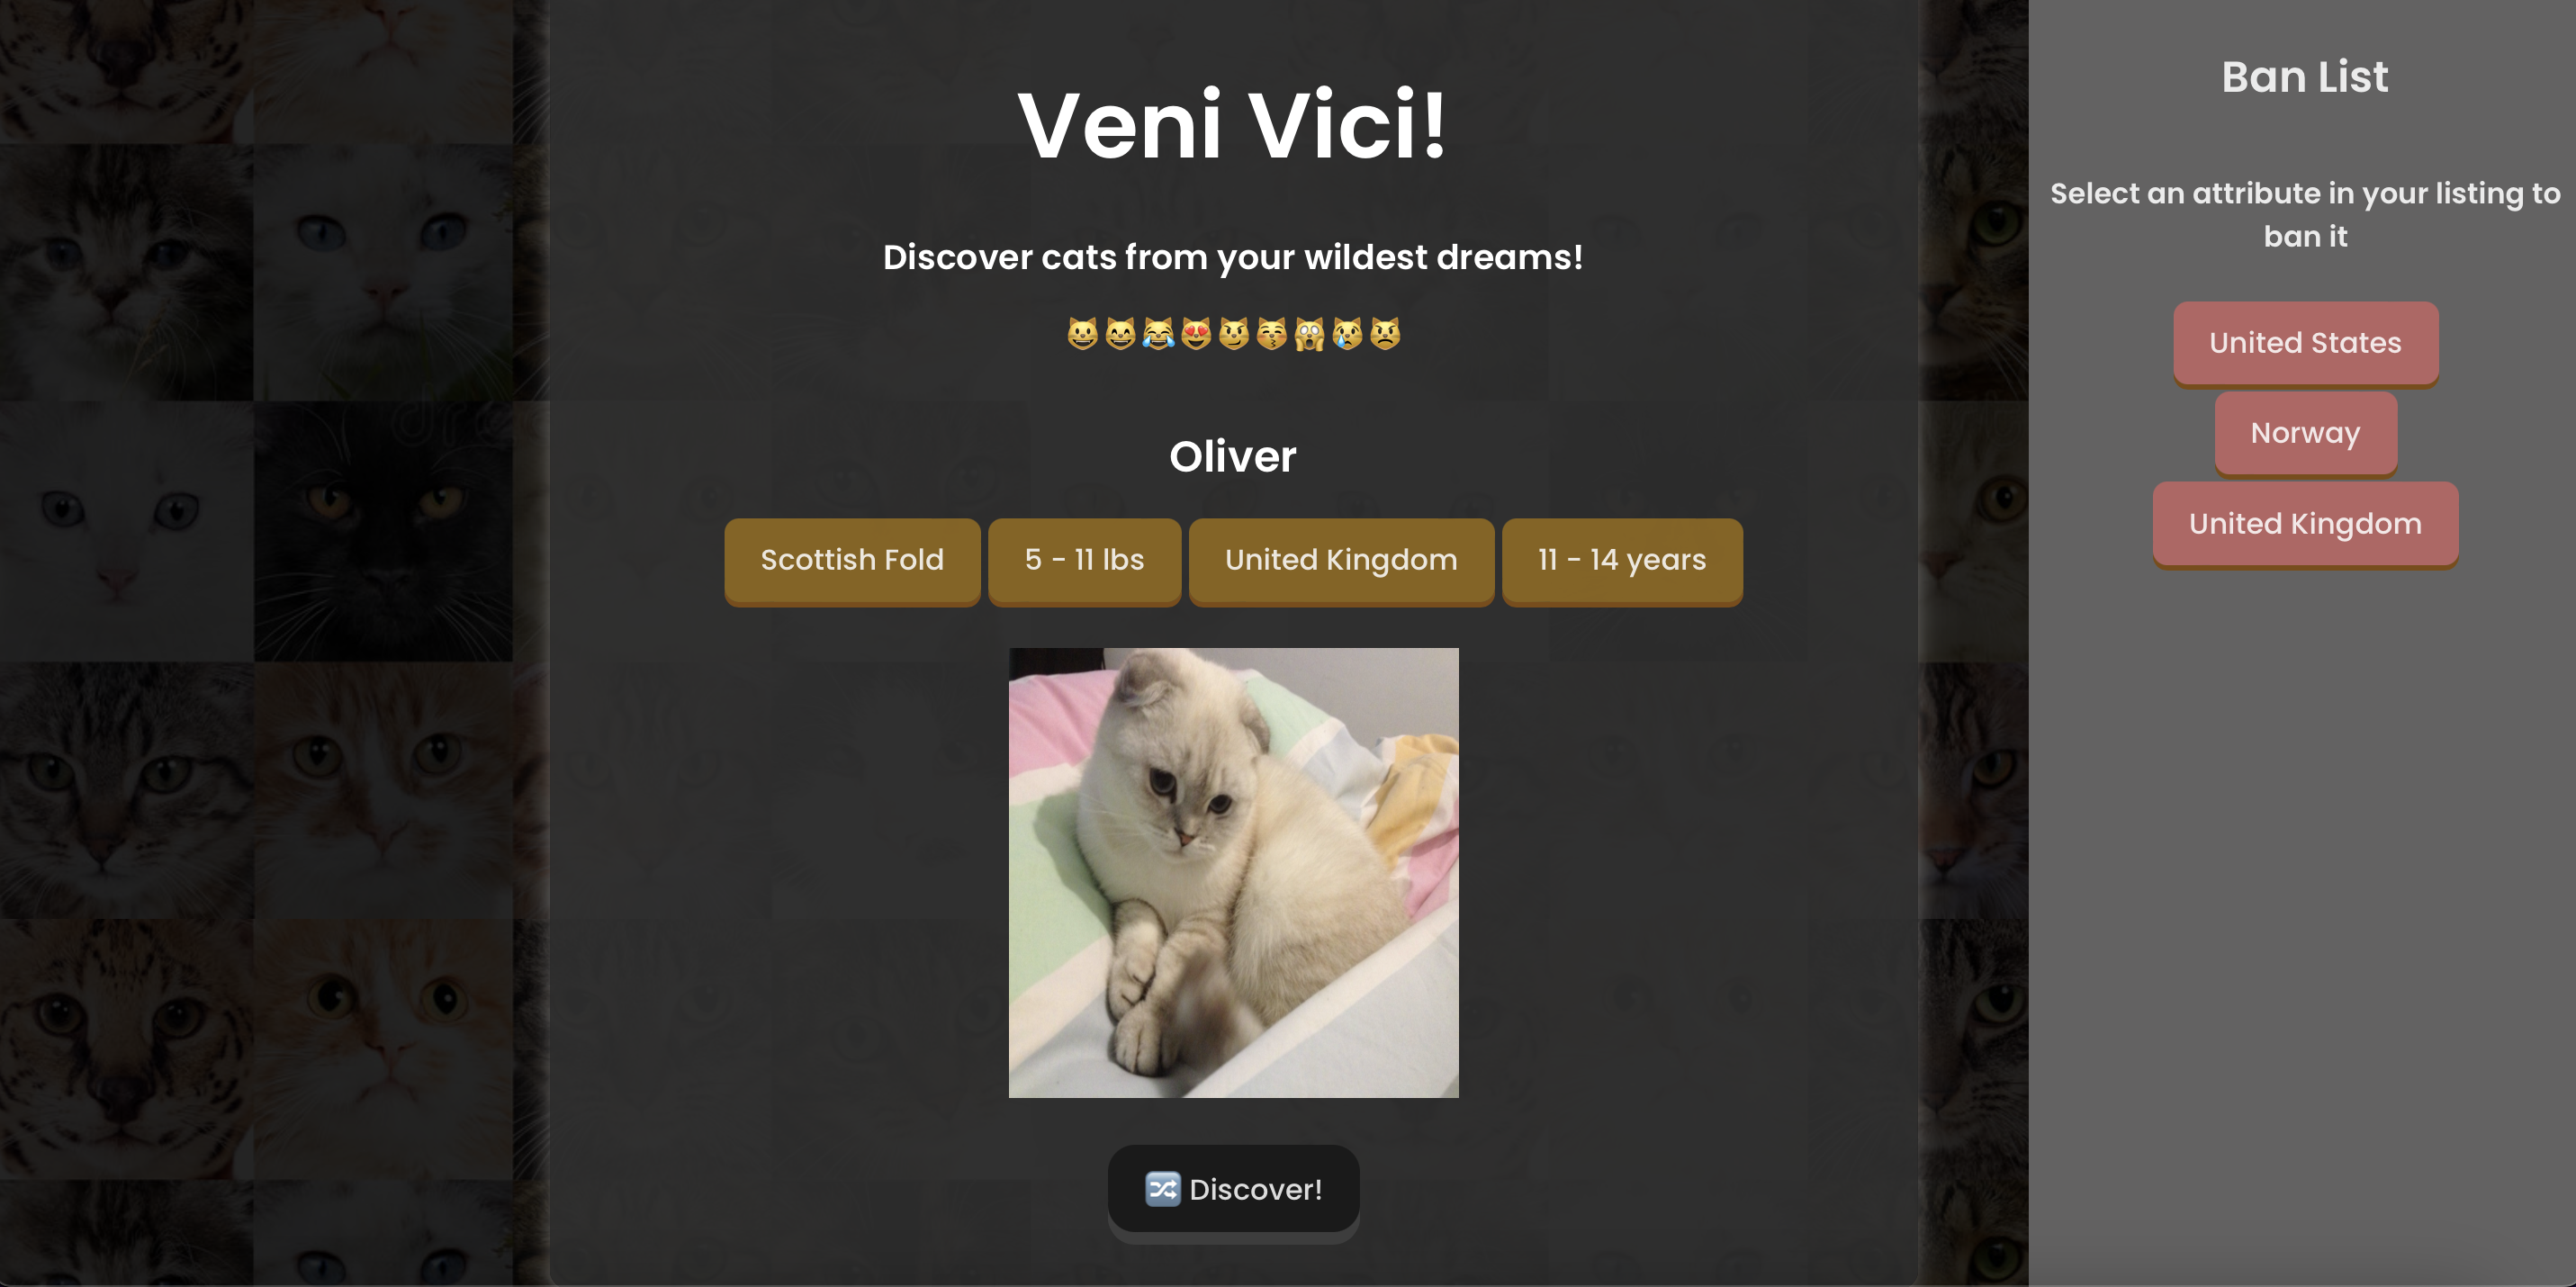 Veni Vici!
Discover cats from your wildest dreams!
😺😸😹😻😼😽🙀😿😾
Oliver
Scottish Fold
5 - 11 lbs
United Kingdom
11 - 14 years
🔀 Discover!
Ban List
Select an attribute in your listing to
ban it
United States
Norway
United Kingdom